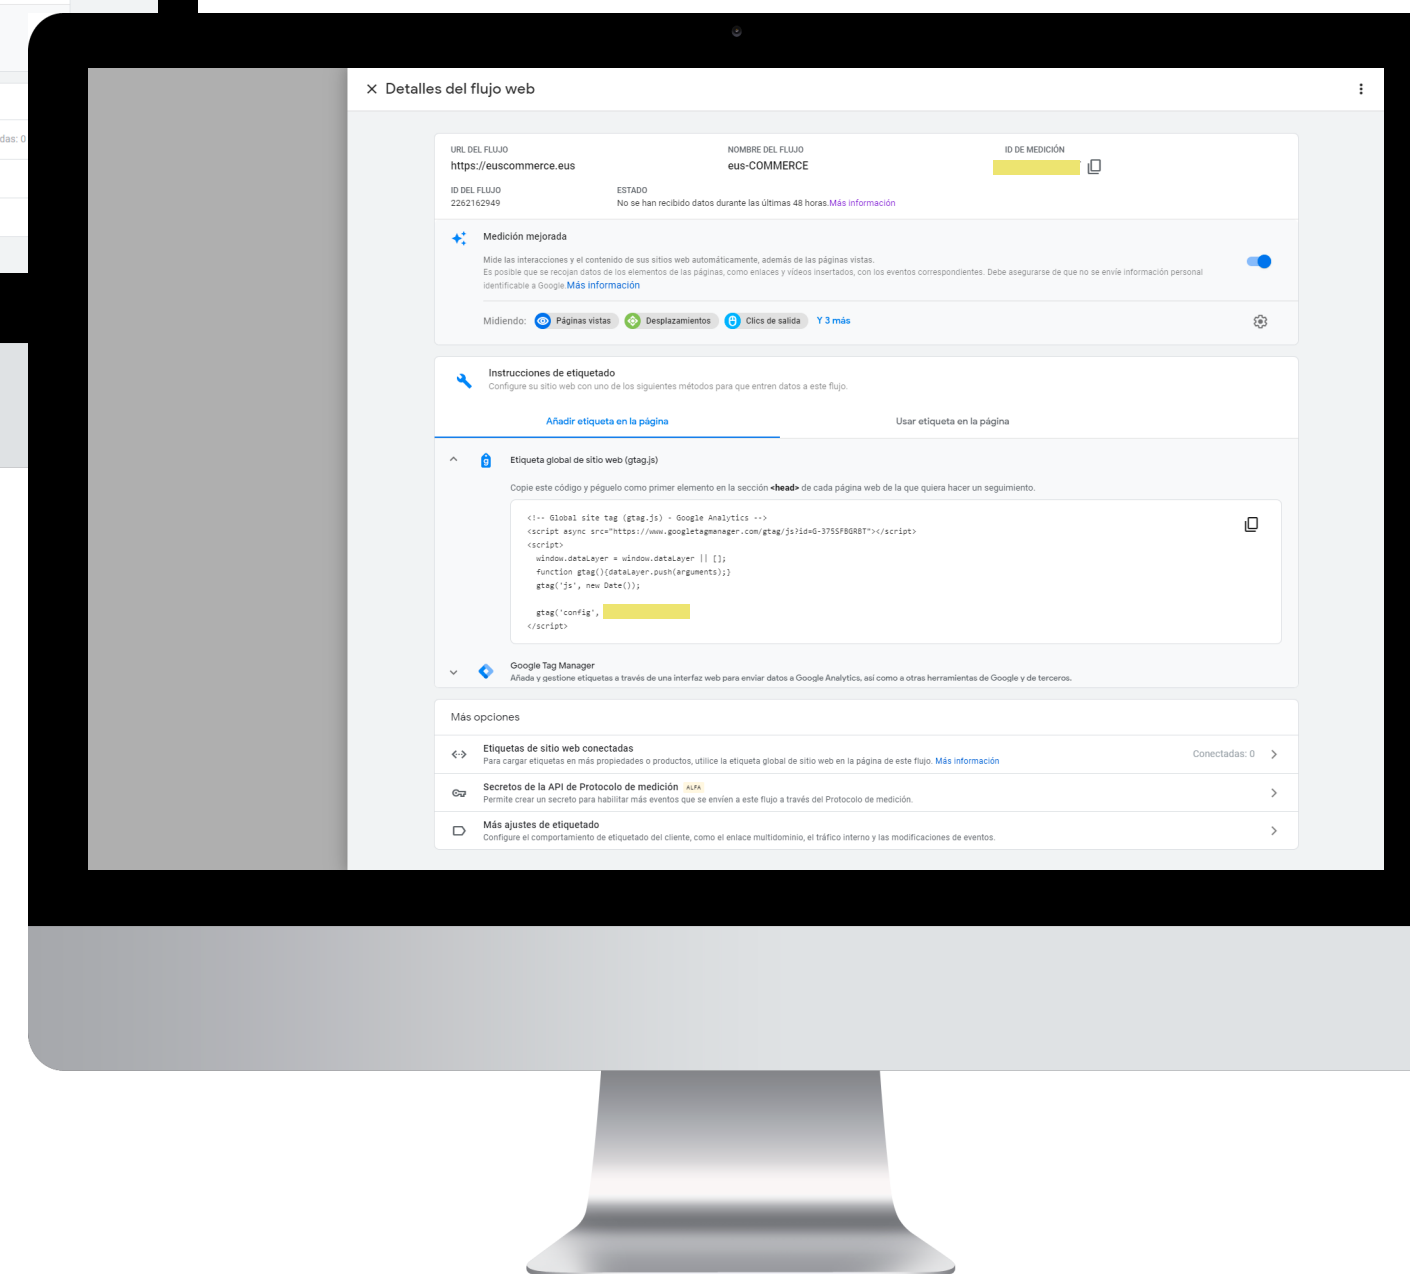 das: 0
Detalles del flujo web
URL DEL FLUJO
https://euscommerce.eus
NOMBRE DEL FLUJO
eus-COMMERCE
ID DE MEDICIÓN
ID DEL FLUJO
2262162949
ESTADO
No se han recibido datos durante las últimas 48 horas.Más información
Medición mejorada
Mide las interacciones y el contenido de sus sitios web automáticamente, además de las páginas vistas.
Es posible que se recojan datos de los elementos de las páginas, como enlaces y vídeos insertados, con los eventos correspondientes. Debe asegurarse de que no se envíe información personal
identificable a Google.Más información
Midiendo: Páginas vistas Desplazamientos Clics de salida Y 3 más
Instrucciones de etiquetado
Configure su sitio web con uno de los siguientes métodos para que entren datos a este flujo.
Añadir etiqueta en la página
Usar etiqueta en la página
g
Etiqueta global de sitio web (gtag.js)
Copie este código y péguelo como primer elemento en la sección <head> de cada página web de la que quiera hacer un seguimiento.
<!-- Global site tag (gtag.js) - Google Analytics -->
<script async src="https://www.googletagmanager.com/gtag/js?id=G-375SFBGRBT"></script>
<script>
window.dataLayer = window.dataLayer || [];
function gtag(){dataLayer.push(arguments);}
gtag('js', new Date());
gtag('config',
</script>
Google Tag Manager
Añada y gestione etiquetas a través de una interfaz web para enviar datos a Google Analytics, así como a otras herramientas de Google y de terceros.
Más opciones
Etiquetas de sitio web conectadas
Para cargar etiquetas en más propiedades o productos, utilice la etiqueta global de sitio web en la página de este flujo. Más información
Conectadas: 0
Secretos de la API de Protocolo de medición ALFA
Permite crear un secreto para habilitar más eventos que se envíen a este flujo a través del Protocolo de medición.
Más ajustes de etiquetado
Configure el comportamiento de etiquetado del cliente, como el enlace multidominio, el tráfico interno y las modificaciones de eventos.